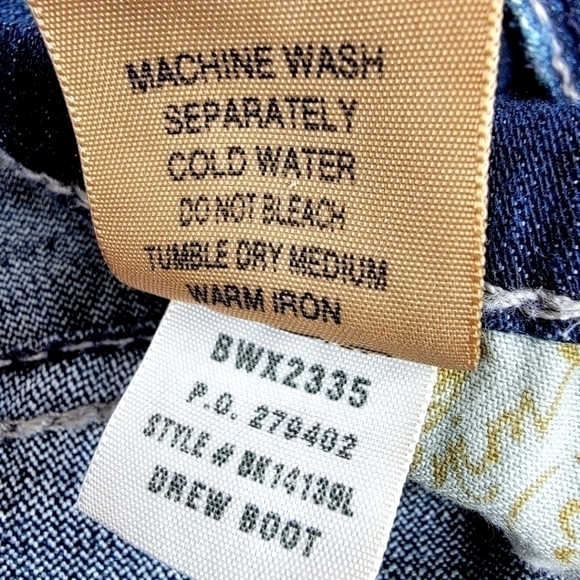 MACHINE WASH
SEPARATELY
COLD WATER
DO NOT BLEACH
TUMBLE DRY MEDIUM
WARM IRON
BWX2335
P.O. 279402
STYLE # BK14139L
DREW BOOT